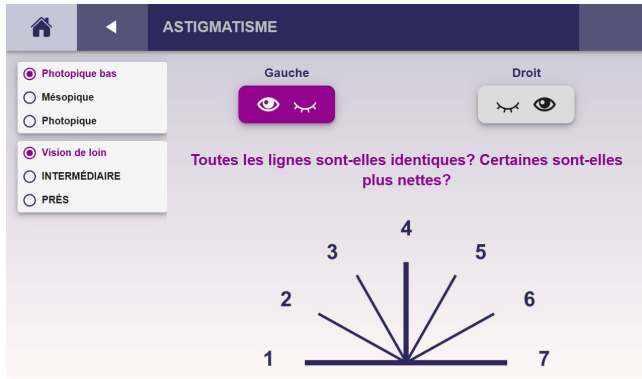 ASTIGMATISME
Photopique bas
Mésopique
Photopique
Vision de loin
INTERMÉDIAIRE
PRÈS
Gauche
Droit
Toutes les lignes sont-elles identiques? Certaines sont-elles
plus nettes?
4
3
5
2
6
1
7